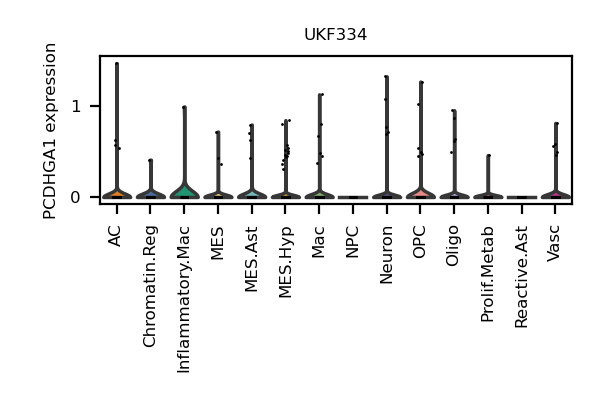 UKF334
PCDHGA1 expression
1
0
AC
Chromatin.Reg
Inflammatory.Mac
MES
MES.Ast
MES.Hyp
Mac
NPC
Neuron
OPC
Oligo
Prolif.Metab
Reactive.Ast
Vasc